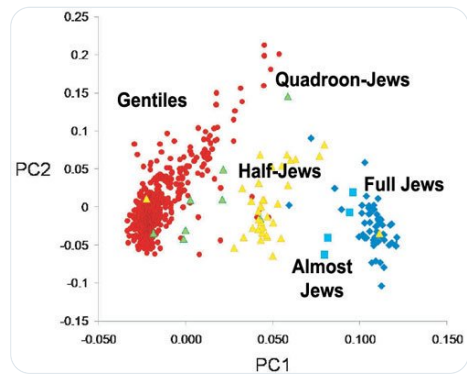 0.25
0.2
0.15
0.1
0.05
0
-0.05
-0.1
-0.15
PC2
Gentiles
Quadroon-Jews
Half-Jews
Full Jews
Almost
Jews
-0.050
0.000
0.050
0.100
0.150
PC1